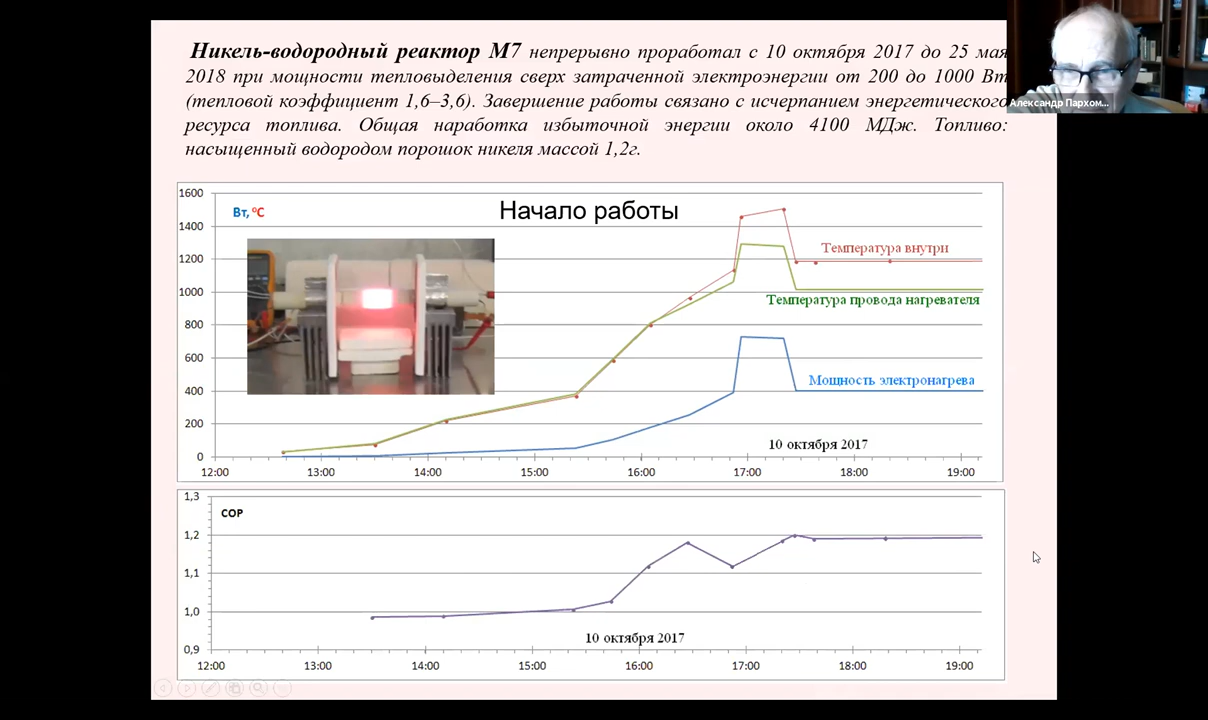 Никель-водородный реактор М7 непрерывно проработал с 10 октября 2017 до 25 мая
2018 при мощности тепловыделения сверх затраченной электроэнергии от 200 до 1000 Вт
(тепловой коэффициент 1,6–3,6). Завершение работы связано с исчерпанием энергетического
ресурса топлива. Общая наработка избыточной энергии около 4100 МДж. Топливо:
насыщенный водородом порошок никеля массой 1,2г.
Александр Пархом...
Начало работы
Вт, ⁰С
1600
1400
1200
1000
800
600
400
200
0
Температура внутри
Температура провода нагревателя
Мощность электронагрева
10 октября 2017
12:00 13:00 14:00 15:00 16:00 17:00 18:00 19:00
COP
1,3
1,2
1,1
1,0
0,9
10 октября 2017
12:00 13:00 14:00 15:00 16:00 17:00 18:00 19:00